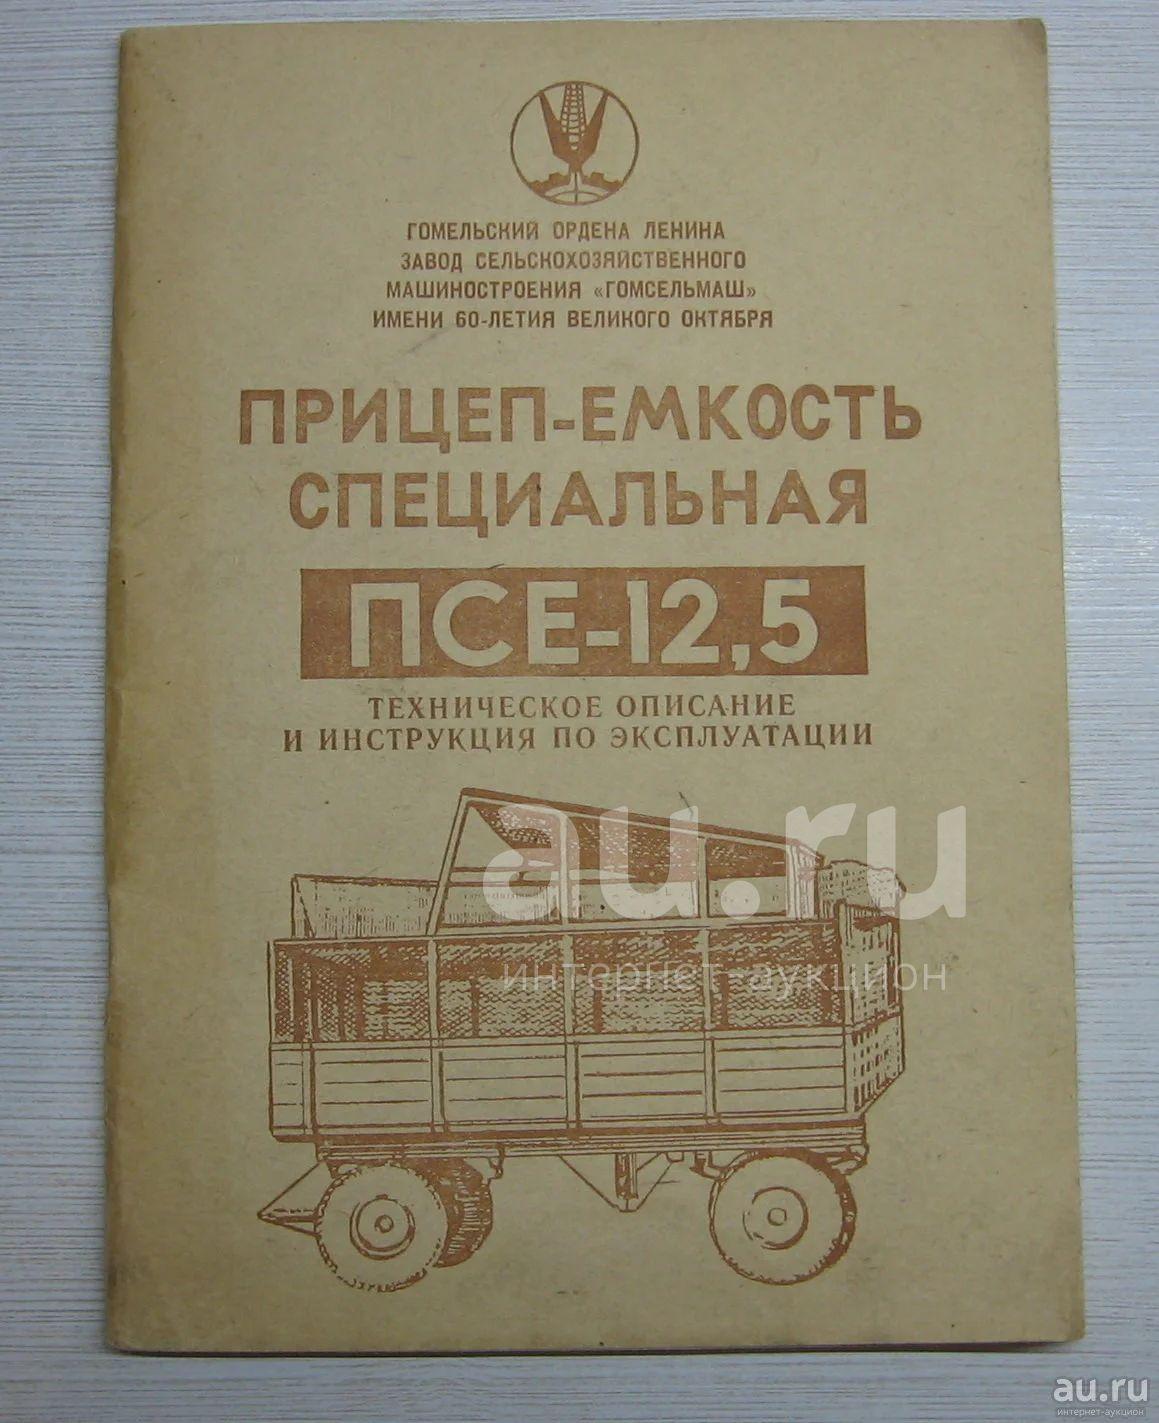 ГОМЕЛЬСКИЙ ОРДЕНА ЛЕНИНА
ЗАВОД СЕЛЬСКОХОЗЯЙСТВЕННОГО
МАШИНОСТРОЕНИЯ «ГОМСЕЛЬМАШ»
ИМЕНИ 60-ЛЕТИЯ ВЕЛИКОГО ОКТЯБРЯ
ПРИЦЕП-ЕМКОСТЬ
СПЕЦИАЛЬНАЯ
ПСЕ-12,5
ТЕХНИЧЕСКОЕ ОПИСАНИЕ
И ИНСТРУКЦИЯ ПО ЭКСПЛУАТАЦИИ
au.ru
интернет-аукцион
au.ru
интернет-аукцион